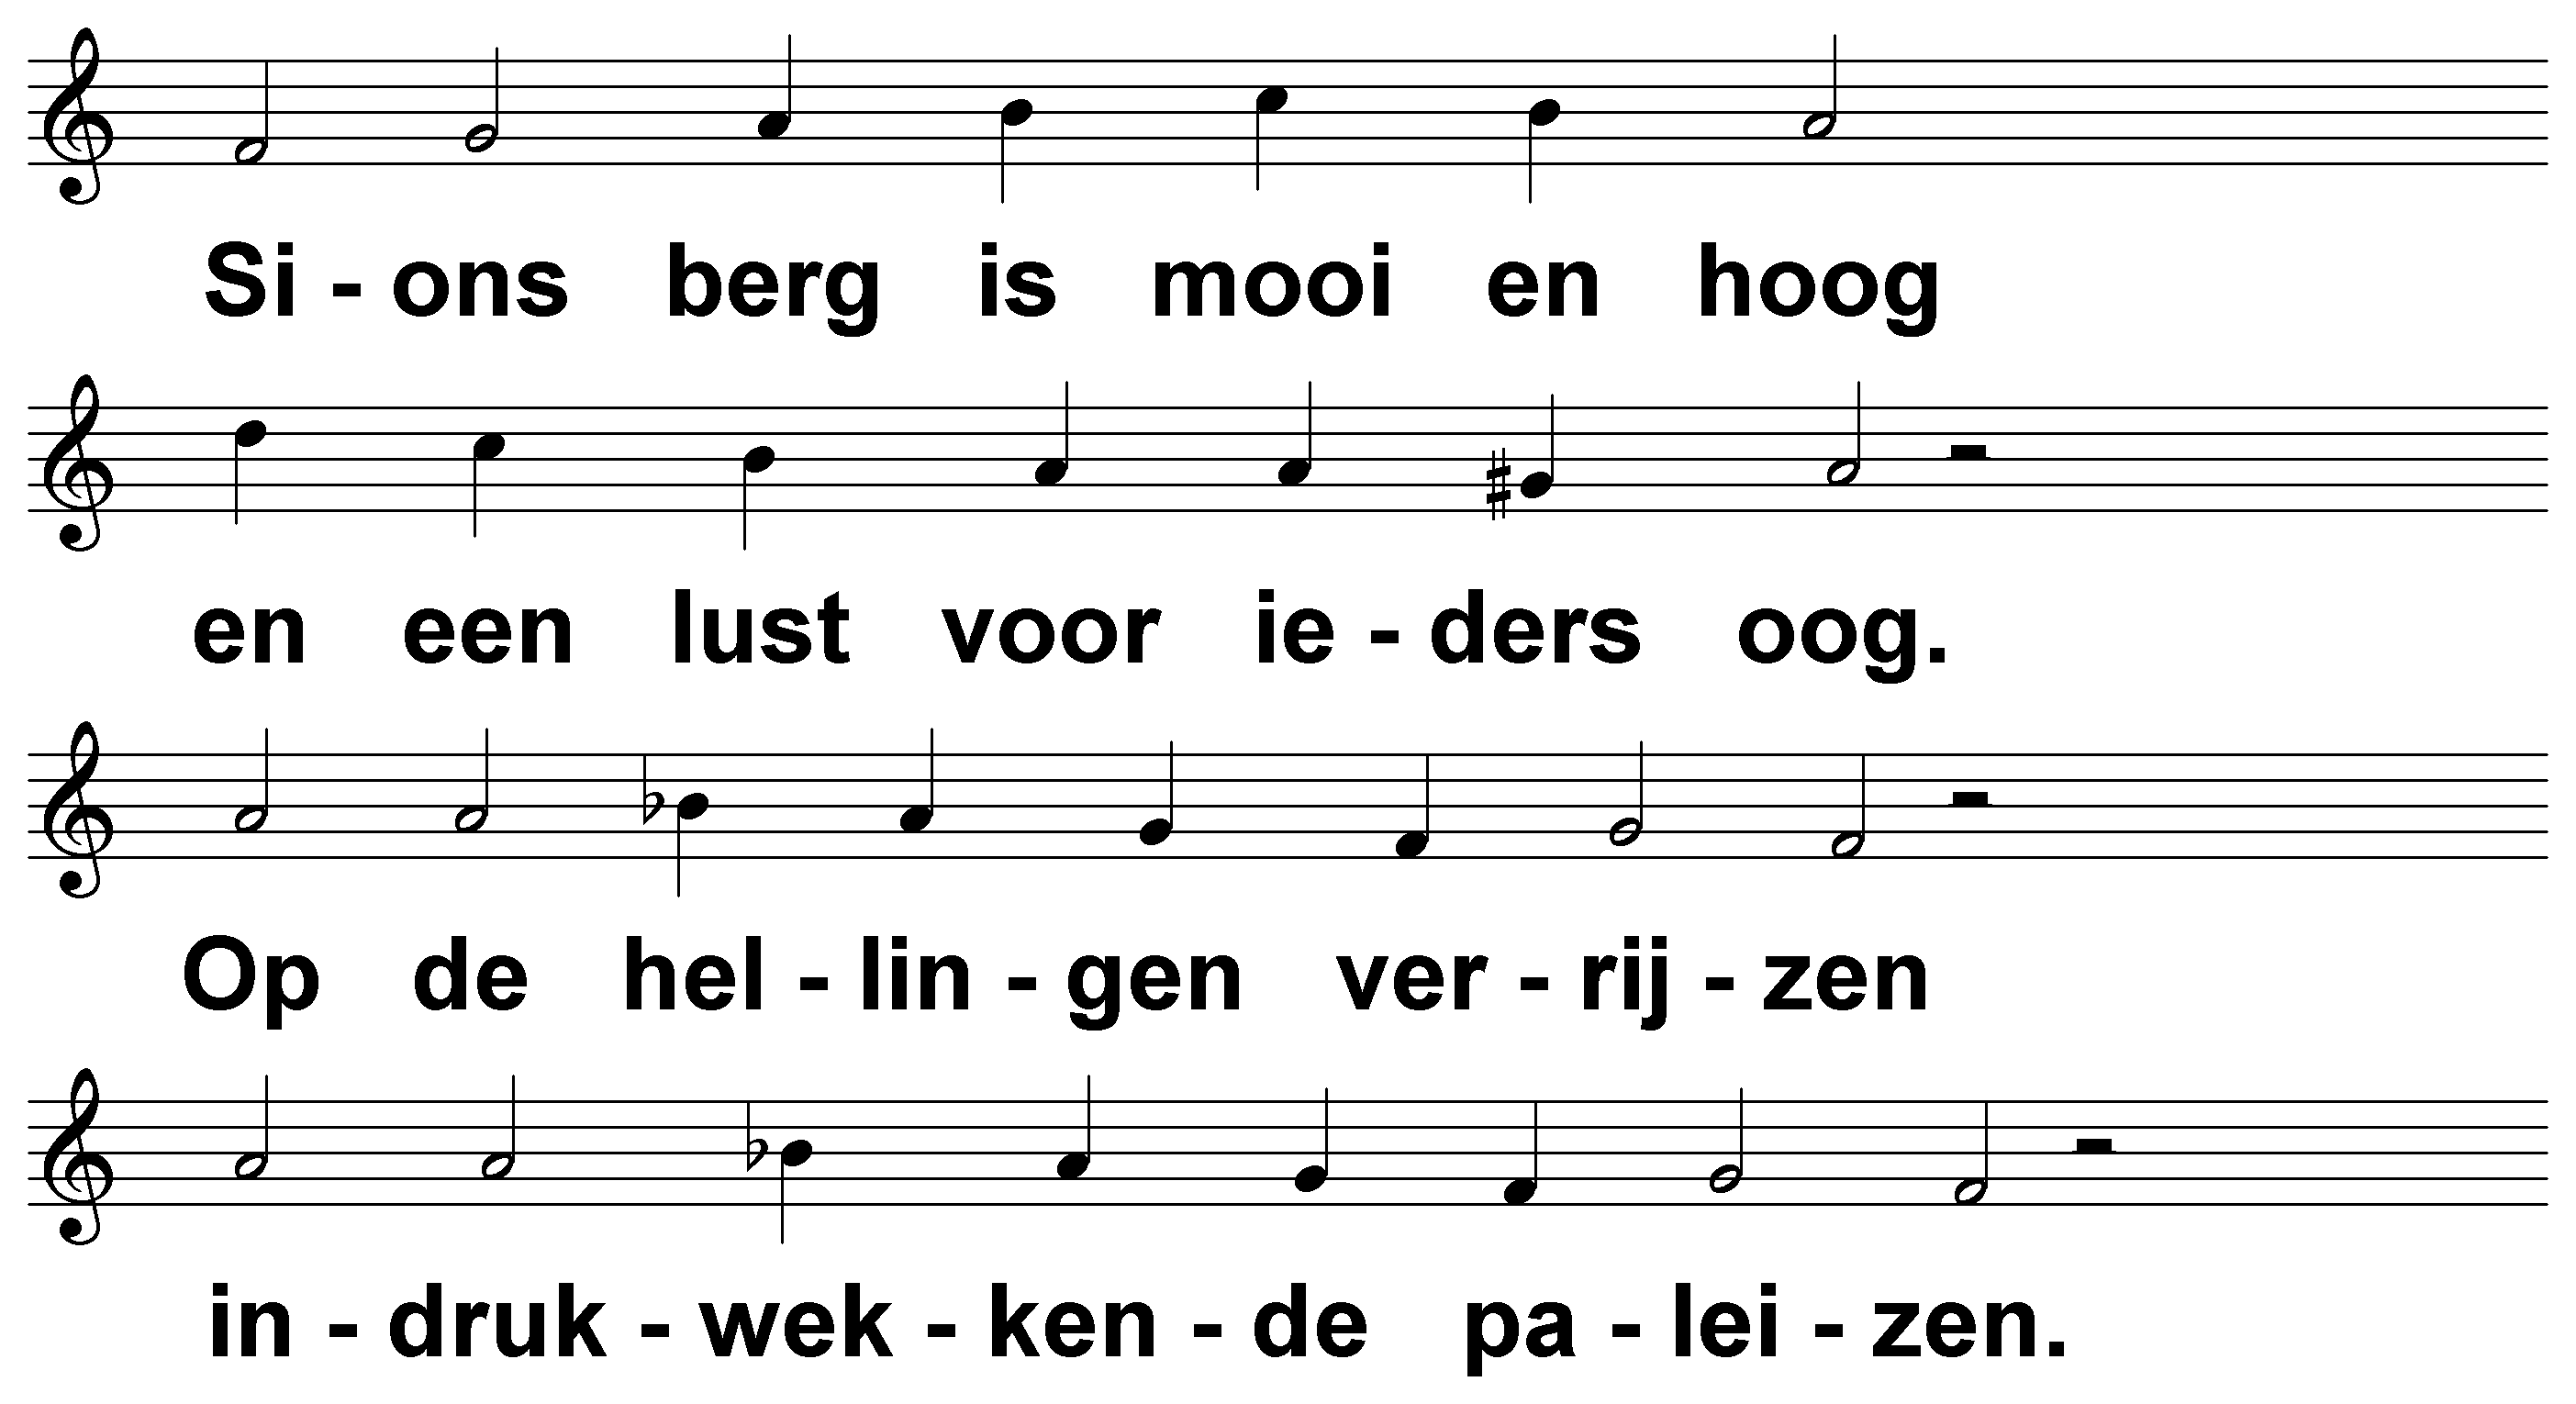 Si - ons berg is mooi en hoog
en een lust voor ie - ders oog.
Op de hel - lin - gen ver - rij - zen
in - druk - wek - ken - de pa - lei - zen.